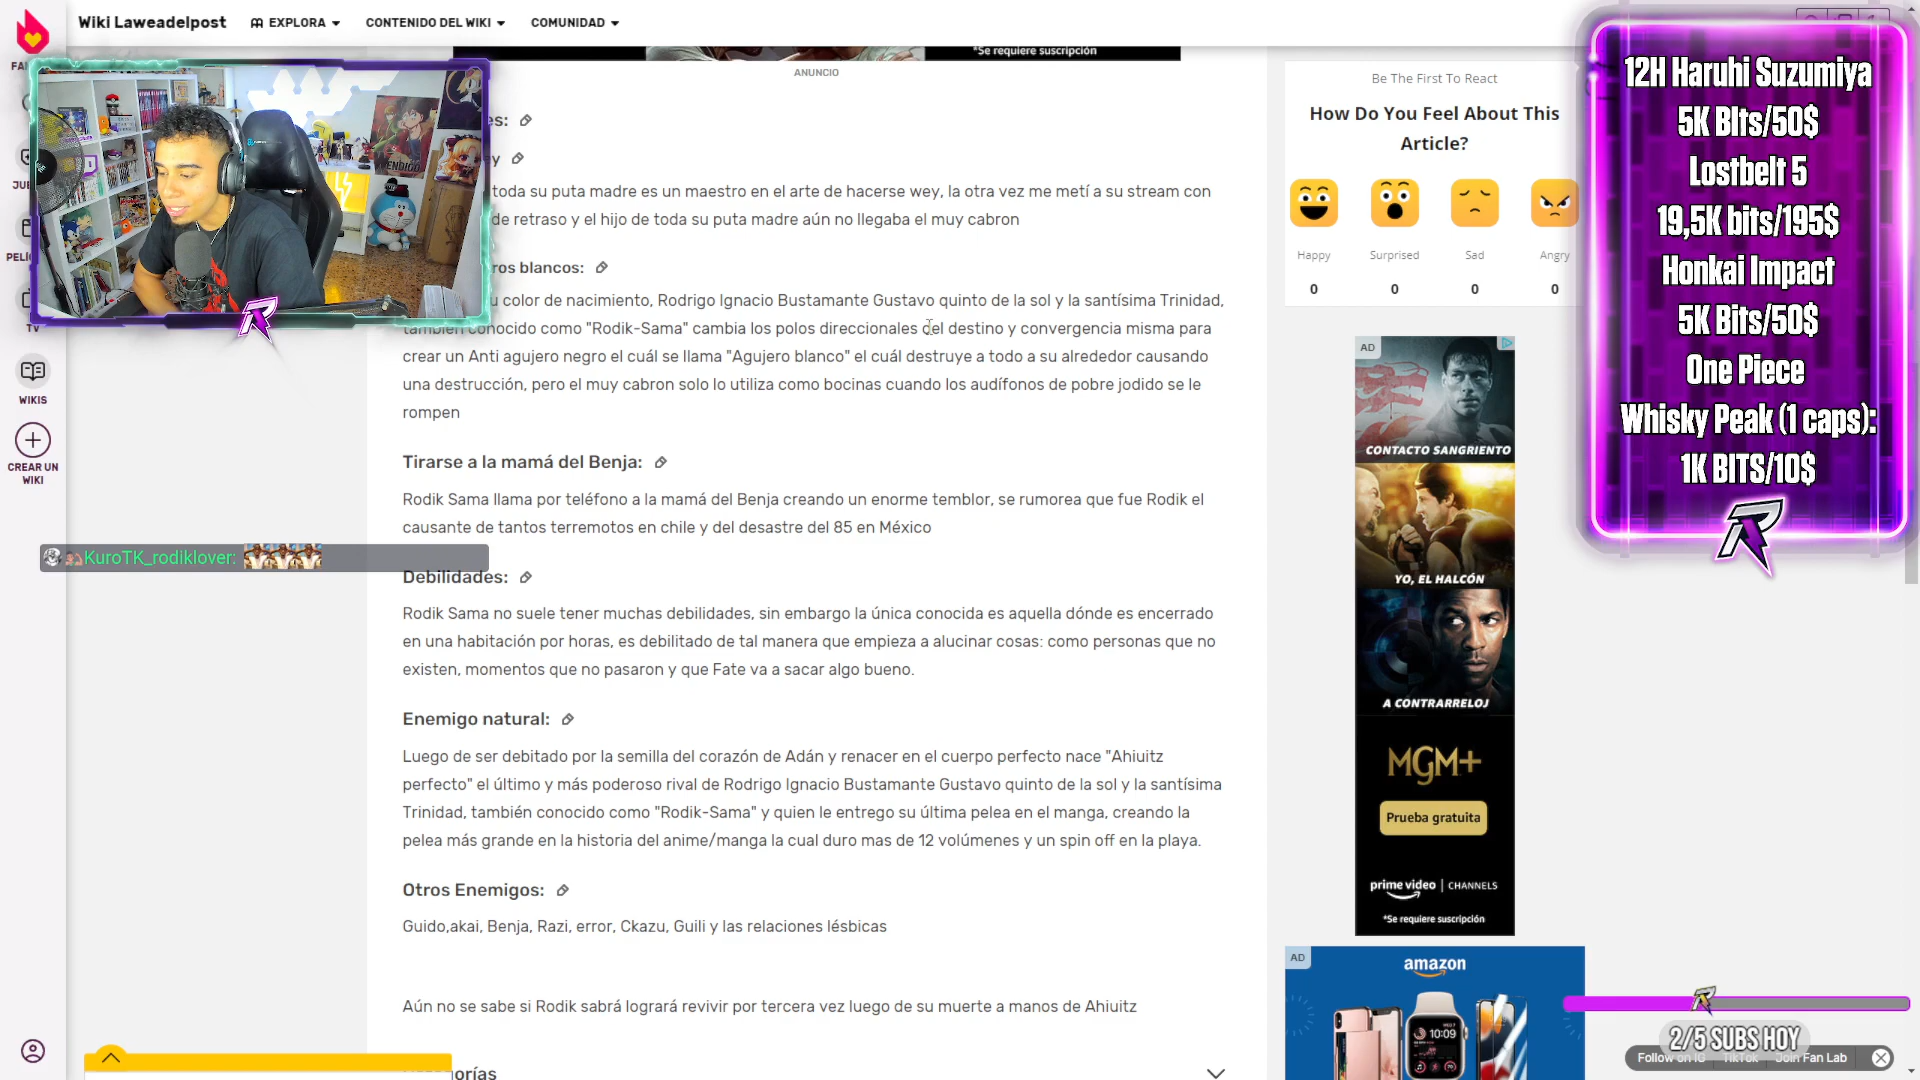 Wiki Laweadelpost
EXPLORA
CONTENIDO DEL WIKI
COMUNIDAD
*Se requiere suscripción
ANUNCIO
es:
ey
toda su puta madre es un maestro en el arte de hacerse wey, la otra vez me metí a su stream con
de retraso y el hijo de toda su puta madre aún no llegaba el muy cabron
ros blancos:
u color de nacimiento, Rodrigo Ignacio Bustamante Gustavo quinto de la sol y la santísima Trinidad,
también conocido como "Rodik-Sama" cambia los polos direccionales del destino y convergencia misma para
crear un Anti agujero negro el cuál se llama "Agujero blanco" el cuál destruye a todo a su alrededor causando
una destrucción, pero el muy cabron solo lo utiliza como bocinas cuando los audífonos de pobre jodido se le
rompen
Tirarse a la mamá del Benja:
Rodik Sama llama por teléfono a la mamá del Benja creando un enorme temblor, se rumorea que fue Rodik el
causante de tantos terremotos en chile y del desastre del 85 en México
KuroTK_rodiklover:
Debilidades:
Rodik Sama no suele tener muchas debilidades, sin embargo la única conocida es aquella dónde es encerrado
en una habitación por horas, es debilitado de tal manera que empieza a alucinar cosas: como personas que no
existen, momentos que no pasaron y que Fate va a sacar algo bueno.
Enemigo natural:
Luego de ser debitado por la semilla del corazón de Adán y renacer en el cuerpo perfecto nace "Ahiuitz
perfecto" el último y más poderoso rival de Rodrigo Ignacio Bustamante Gustavo quinto de la sol y la santísima
Trinidad, también conocido como "Rodik-Sama" y quien le entrego su última pelea en el manga, creando la
pelea más grande en la historia del anime/manga la cual duro mas de 12 volúmenes y un spin off en la playa.
Otros Enemigos:
Guido,akai, Benja, Razi, error, Ckazu, Guili y las relaciones lésbicas
Aún no se sabe si Rodik sabrá logrará revivir por tercera vez luego de su muerte a manos de Ahiuitz
orías
FA
JU
PELÍ
TV
WIKIS
CREAR UN
WIKI
WENDIGO
Be The First To React
How Do You Feel About This
Article?
Happy
Surprised
Sad
Angry
0
0
0
0
AD
CONTACTO SANGRIENTO
YO, EL HALCÓN
A CONTRARRELOJ
MGM+
Prueba gratuita
prime video | CHANNELS
*Se requiere suscripción
AD
amazon
10:09
12H Haruhi Suzumiya
5K BIts/50$
Lostbelt 5
19,5K bits/195$
Honkai Impact
5K Bits/50$
One Piece
Whisky Peak (1 caps):
1K BITS/10$
2/5 SUBS HOY
Follow on IG
TikTok
Join Fan Lab